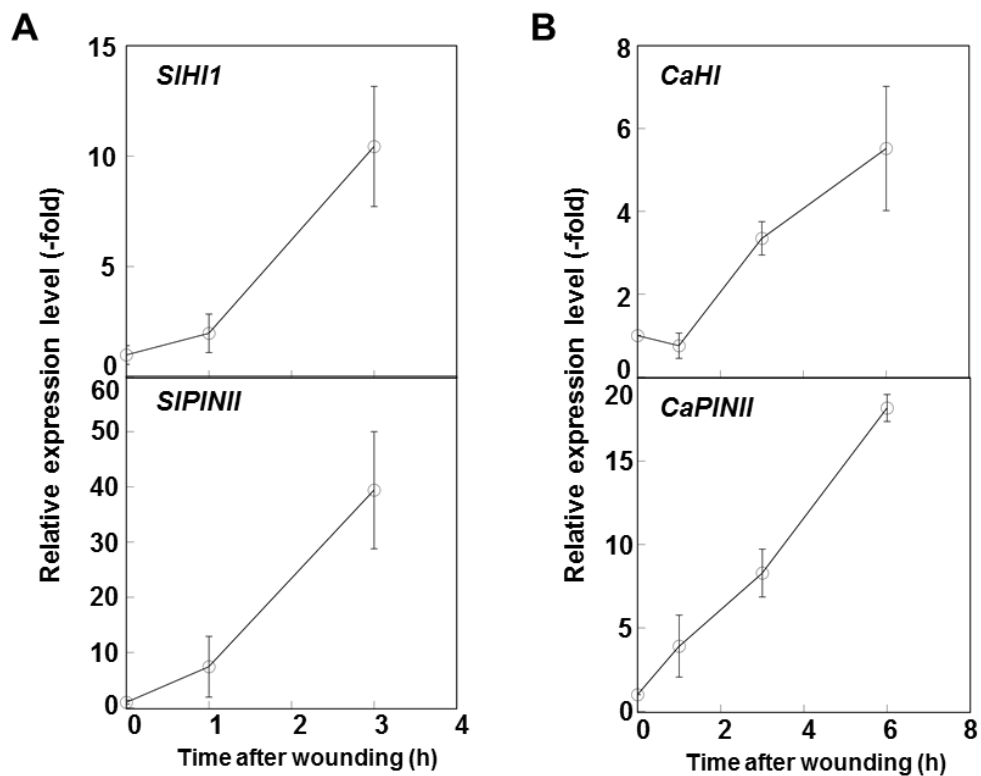 A
B
Relative expression level (-fold)
15
10
5
0
SlHI1
60
50
40
30
20
10
0
SlPINII
0 1 2 3 4
Time after wounding (h)
Relative expression level (-fold)
8
6
4
2
0
CaHI
20
15
10
5
0
CaPINII
0 2 4 6 8
Time after wounding (h)